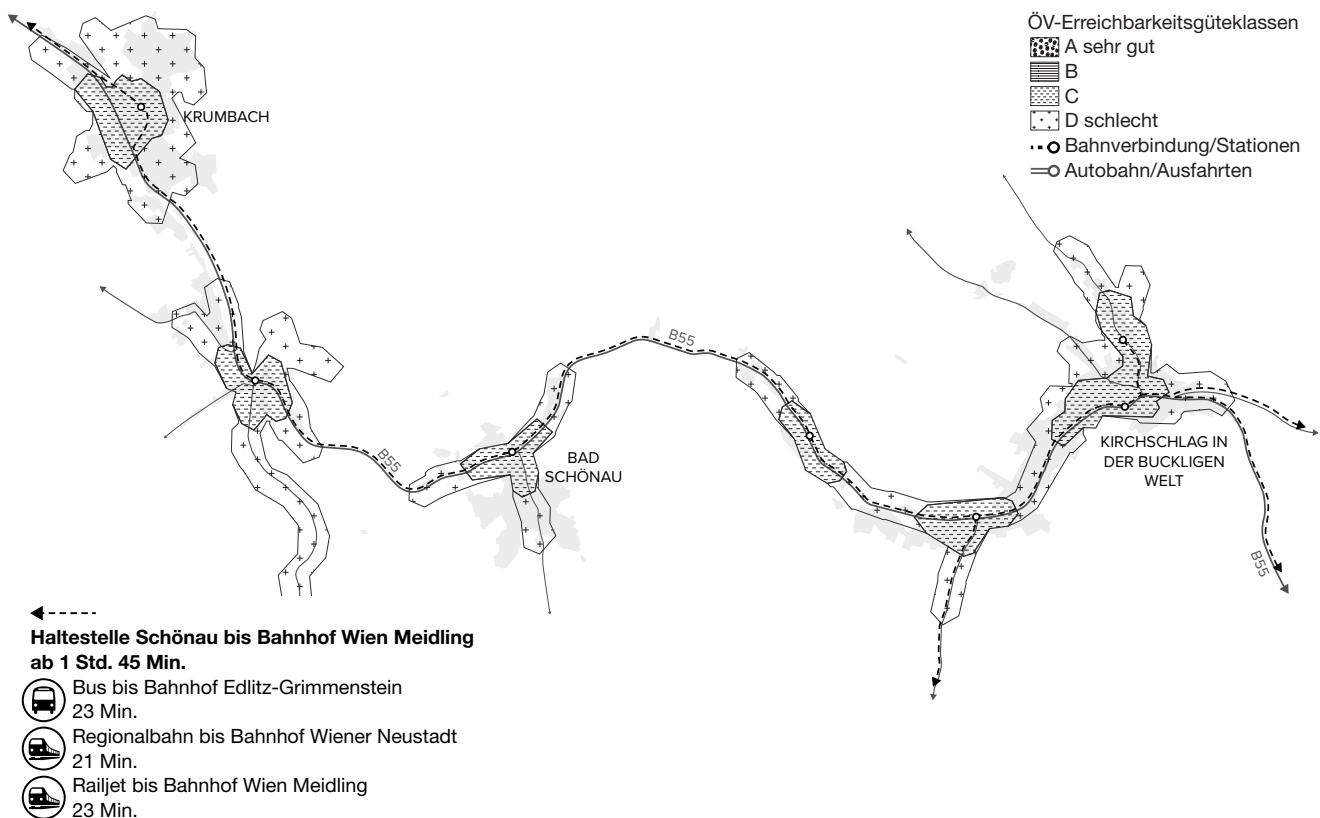 ÖV-Erreichbarkeitsgüteklassen
A sehr gut
B
C
D schlecht
Bahnverbindung/Stationen
Autobahn/Ausfahrten
KRUMBACH
B55
B55
BAD
SCHÖNAU
KIRCHSCHLAG IN
DER BUCKLIGEN
WELT
B55
Haltestelle Schönau bis Bahnhof Wien Meidling
ab 1 Std. 45 Min.
Bus bis Bahnhof Edlitz-Grimmenstein
23 Min.
Regionalbahn bis Bahnhof Wiener Neustadt
21 Min.
Railjet bis Bahnhof Wien Meidling
23 Min.